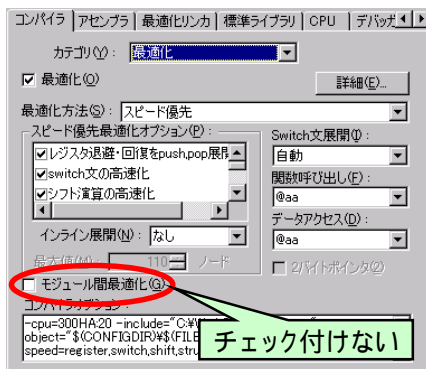 コンパイラ アセンブラ 最適化リンカ 標準ライブラリ CPU デバッガ
カテゴリ(Y): 最適化
最適化(O) 詳細(E)...
最適化方法(S): スピード優先
スピード優先最適化オプション(P): Switch文展開(I):
レジスタ退避・回復をpush,pop展開 自動
switch文の高速化 関数呼び出し(F):
シフト演算の高速化 @aa
データアクセス(D):
インライン展開(N): なし @aa
最大値(M): 110 ノード 2バイトポインタ(2)
モジュール間最適化(G)
コンパイラオプション:
-cpu=300HA:20 -include="C:¥
object="$(CONFIGDIR)¥$(FILE
speed=register,switch,shift,stru
チェック付けない